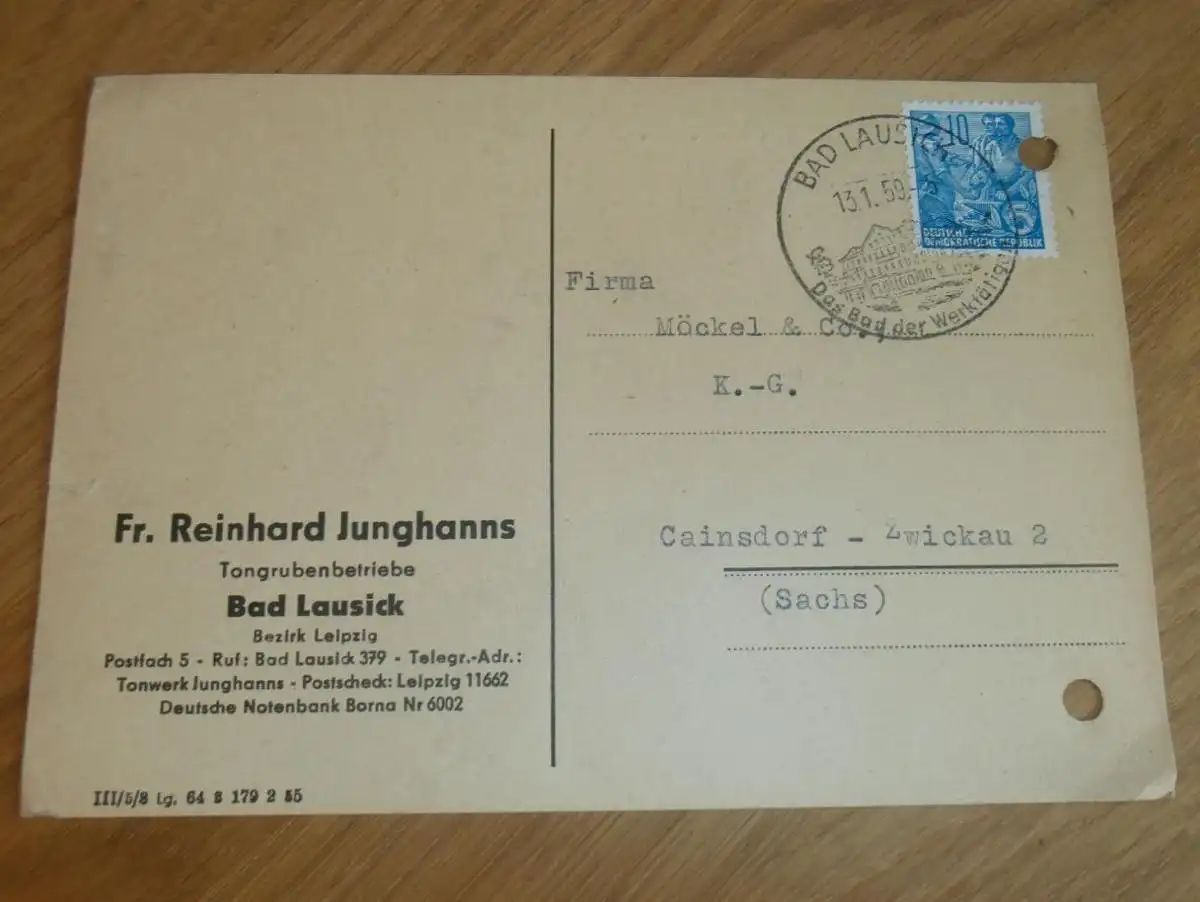 BAD LAUSICK
13.1.59
Das Bad der Werktätigen
10
5
DEUTSCHE
DEMOKRATISCHE REPUBLIK
Firma
Möckel & Co.,
K.-G.
Cainsdorf - Zwickau 2
(Sachs)
Fr. Reinhard Junghanns
Tongrubenbetriebe
Bad Lausick
Bezirk Leipzig
Postfach 5 - Ruf: Bad Lausick 379 - Telegr.-Adr.:
Tonwerk Junghanns - Postscheck: Leipzig 11662
Deutsche Notenbank Borna Nr 6002
III/5/8 Lg. 64 8 179 2 55